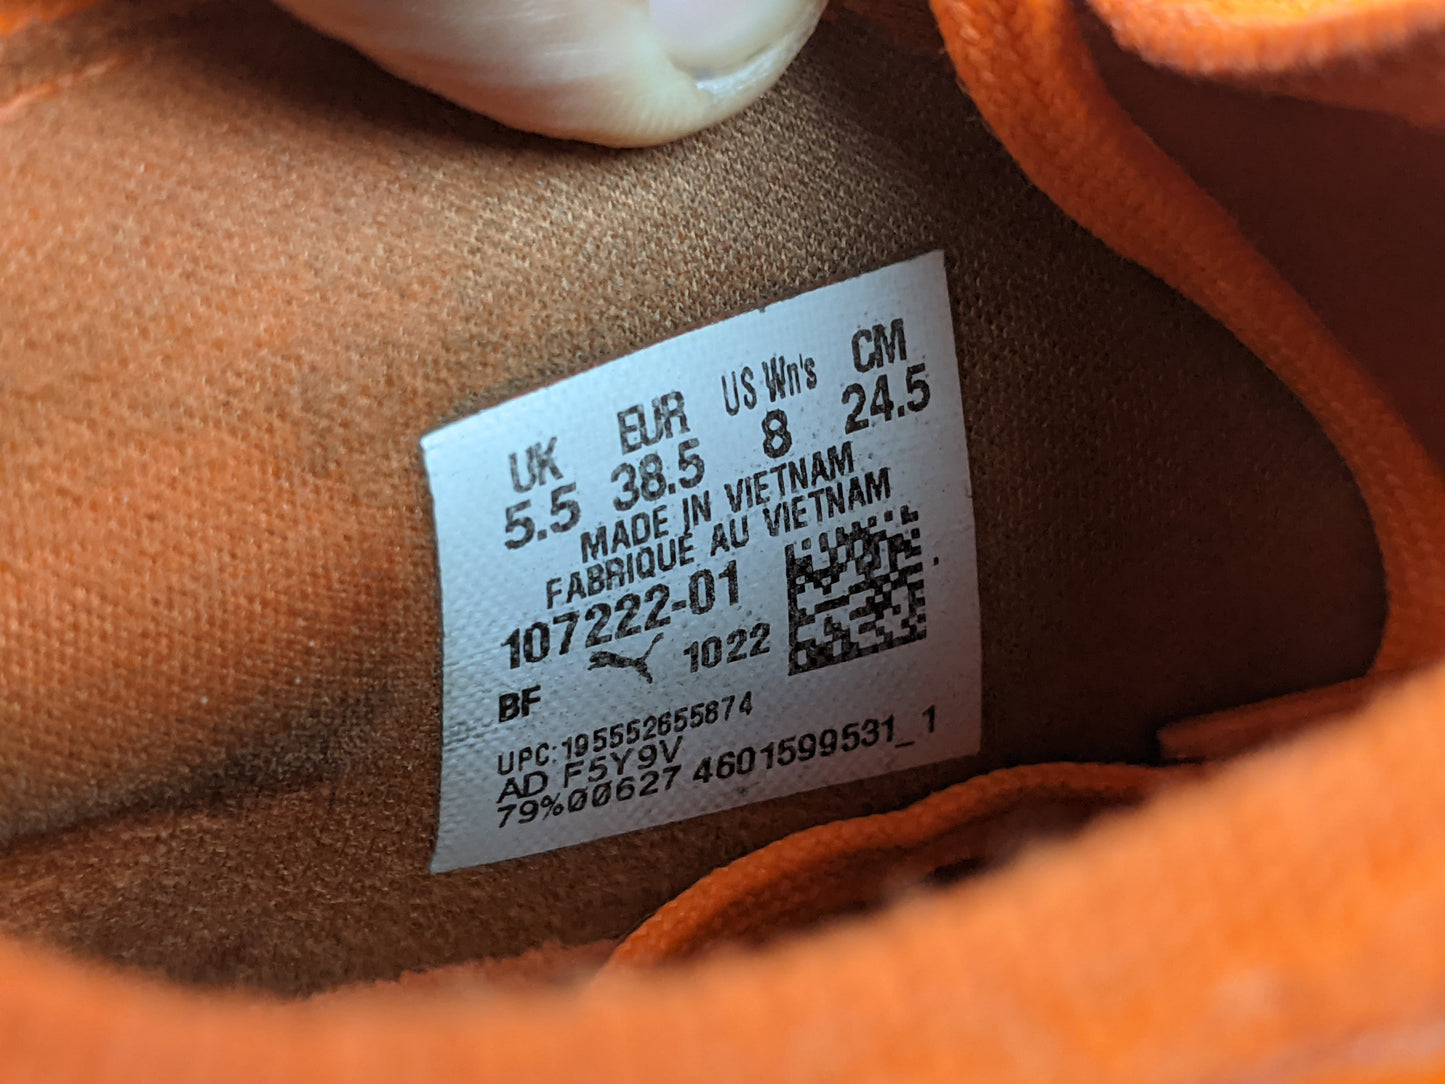 UK EUR US Wn's CM
5.5 38.5 8 24.5
MADE IN VIETNAM
FABRIQUE AU VIETNAM
107222-01
1022
BF
UPC:195552655874
AD F5Y9V
79%00627 4601599531_1